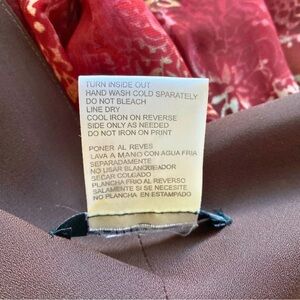 TURN INSIDE OUT
HAND WASH COLD SPARATELY
DO NOT BLEACH
LINE DRY
COOL IRON ON REVERSE
SIDE ONLY AS NEEDED
DO NOT IRON ON PRINT
PONER AL REVES
LAVA A MANO CON AGUA FRIA
SEPARADAMENTE
NO USAR BLANQUEADOR
SECAR COLGADO
PLANCHA FRIO AL REVERSO
SALAMENTE SI SE NECESITE
NO PLANCHA EN ESTAMPADO